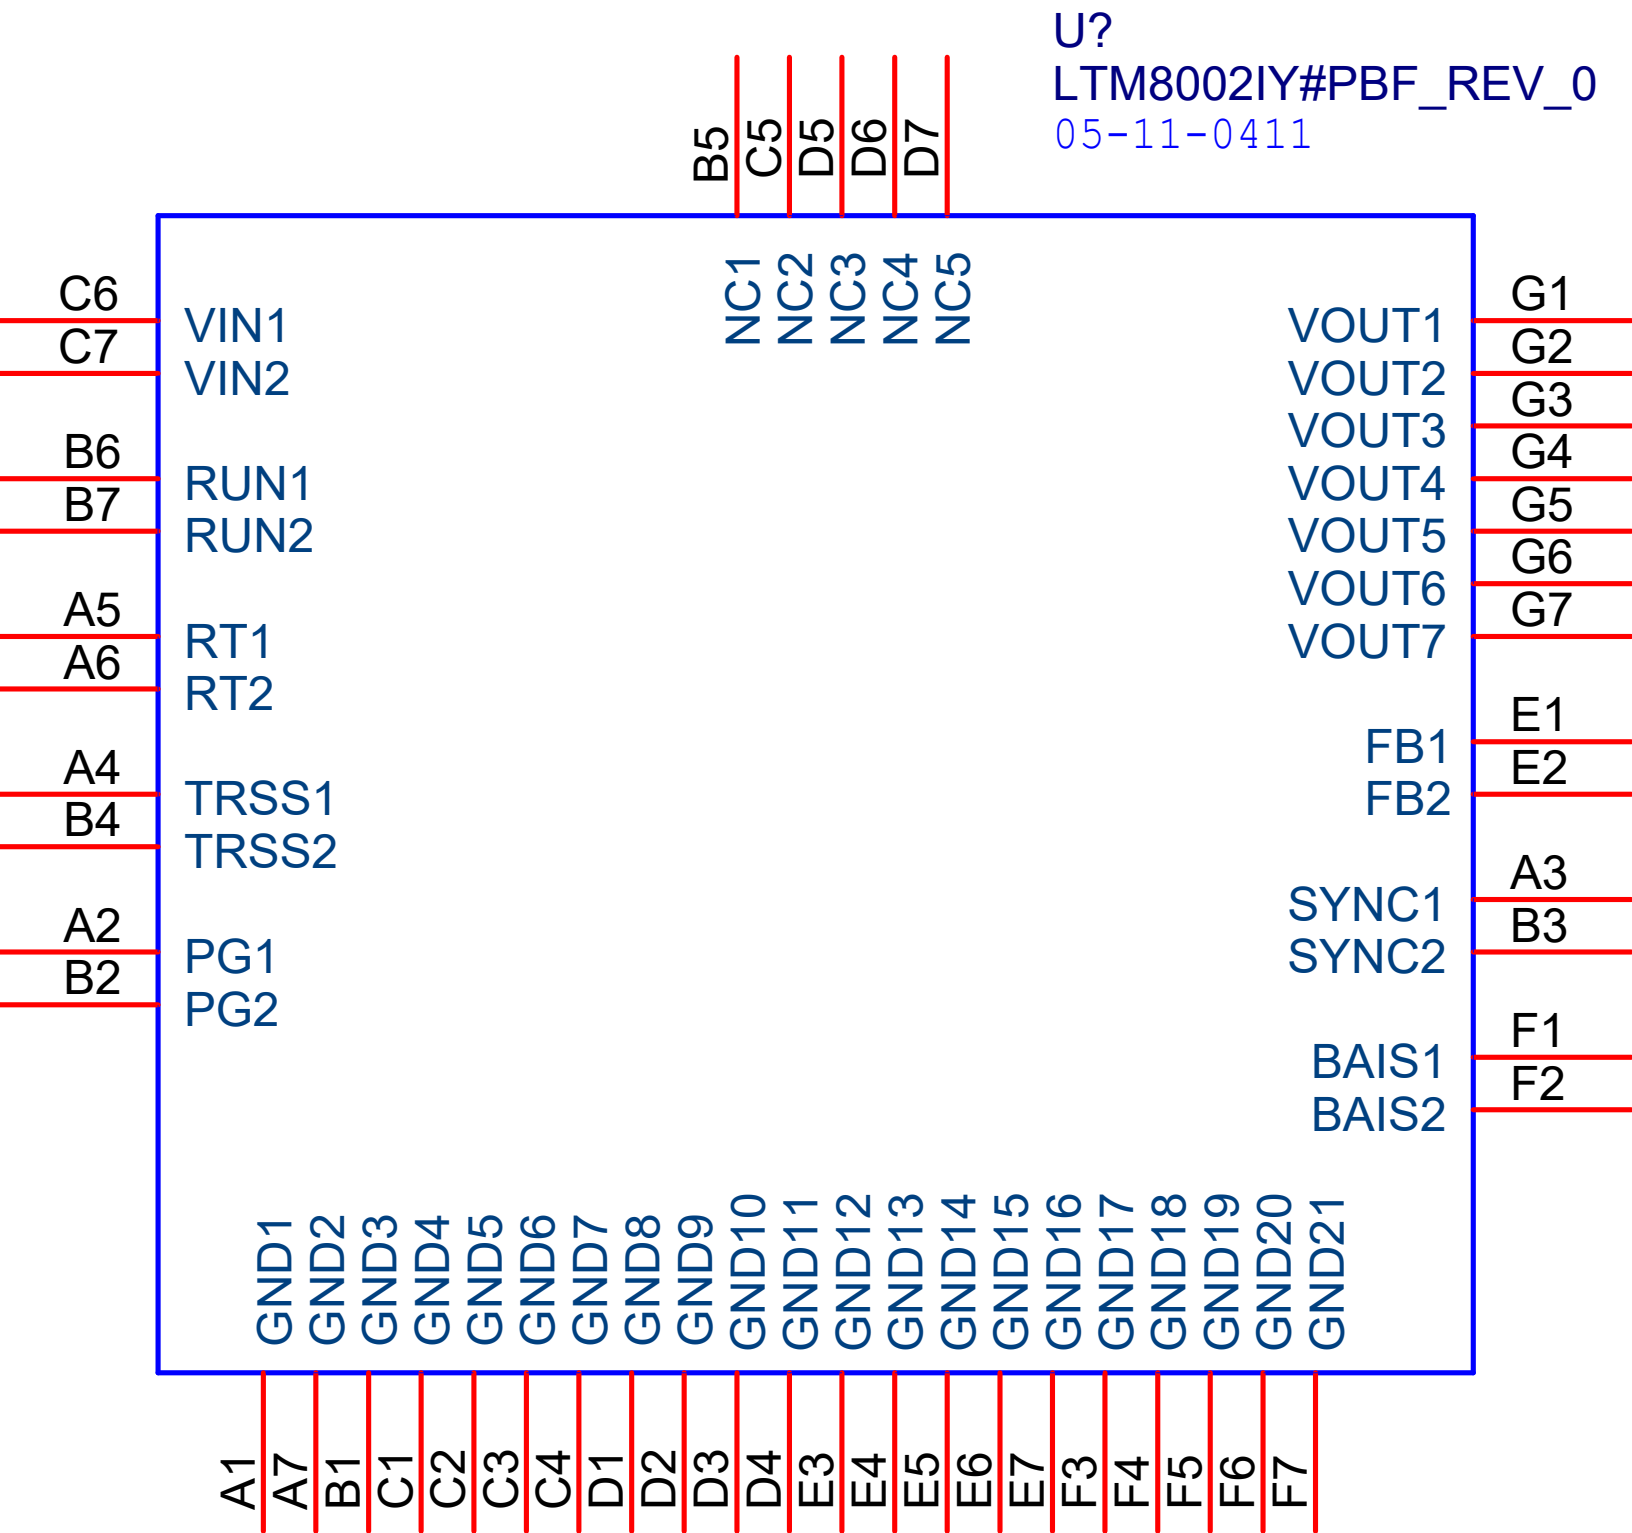 U?
LTM8002IY#PBF_REV_0
05-11-0411
B5
C5
D5
D6
D7
NC1
NC2
NC3
NC4
NC5
C6
VIN1
C7
VIN2
B6
RUN1
B7
RUN2
A5
RT1
A6
RT2
A4
TRSS1
B4
TRSS2
A2
PG1
B2
PG2
G1
VOUT1
G2
VOUT2
G3
VOUT3
G4
VOUT4
G5
VOUT5
G6
VOUT6
G7
VOUT7
E1
FB1
E2
FB2
A3
SYNC1
B3
SYNC2
F1
BAIS1
F2
BAIS2
GND1
GND2
GND3
GND4
GND5
GND6
GND7
GND8
GND9
GND10
GND11
GND12
GND13
GND14
GND15
GND16
GND17
GND18
GND19
GND20
GND21
A1
A7
B1
C1
C2
C3
C4
D1
D2
D3
D4
E3
E4
E5
E6
E7
F3
F4
F5
F6
F7